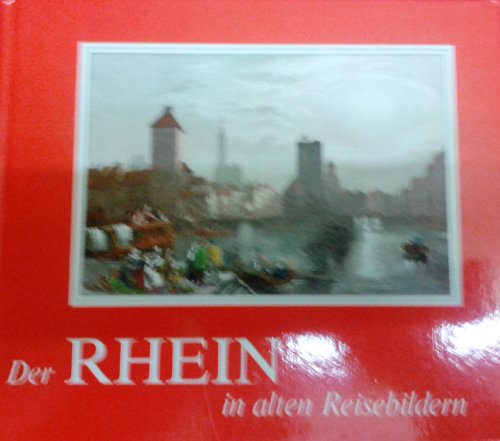 Der RHEIN
in alten Reisebildern